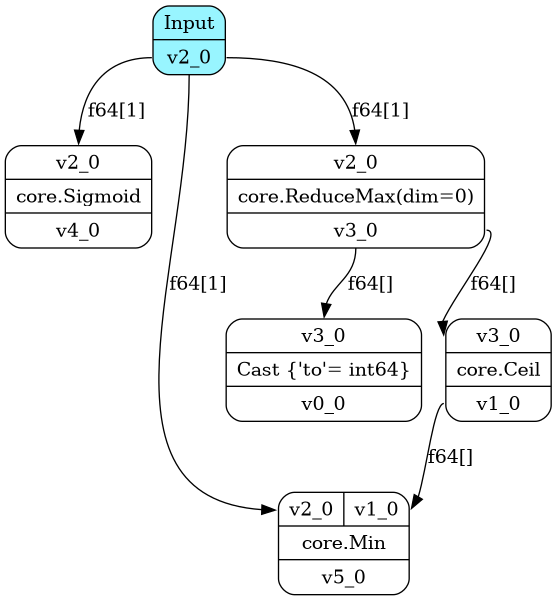 Input
v2_0
f64[1]
f64[1]
v2_0
core.Sigmoid
v4_0
v2_0
core.ReduceMax(dim=0)
v3_0
f64[1]
f64[]
f64[]
v3_0
Cast {'to'= int64}
v0_0
v3_0
core.Ceil
v1_0
f64[]
v2_0 v1_0
core.Min
v5_0